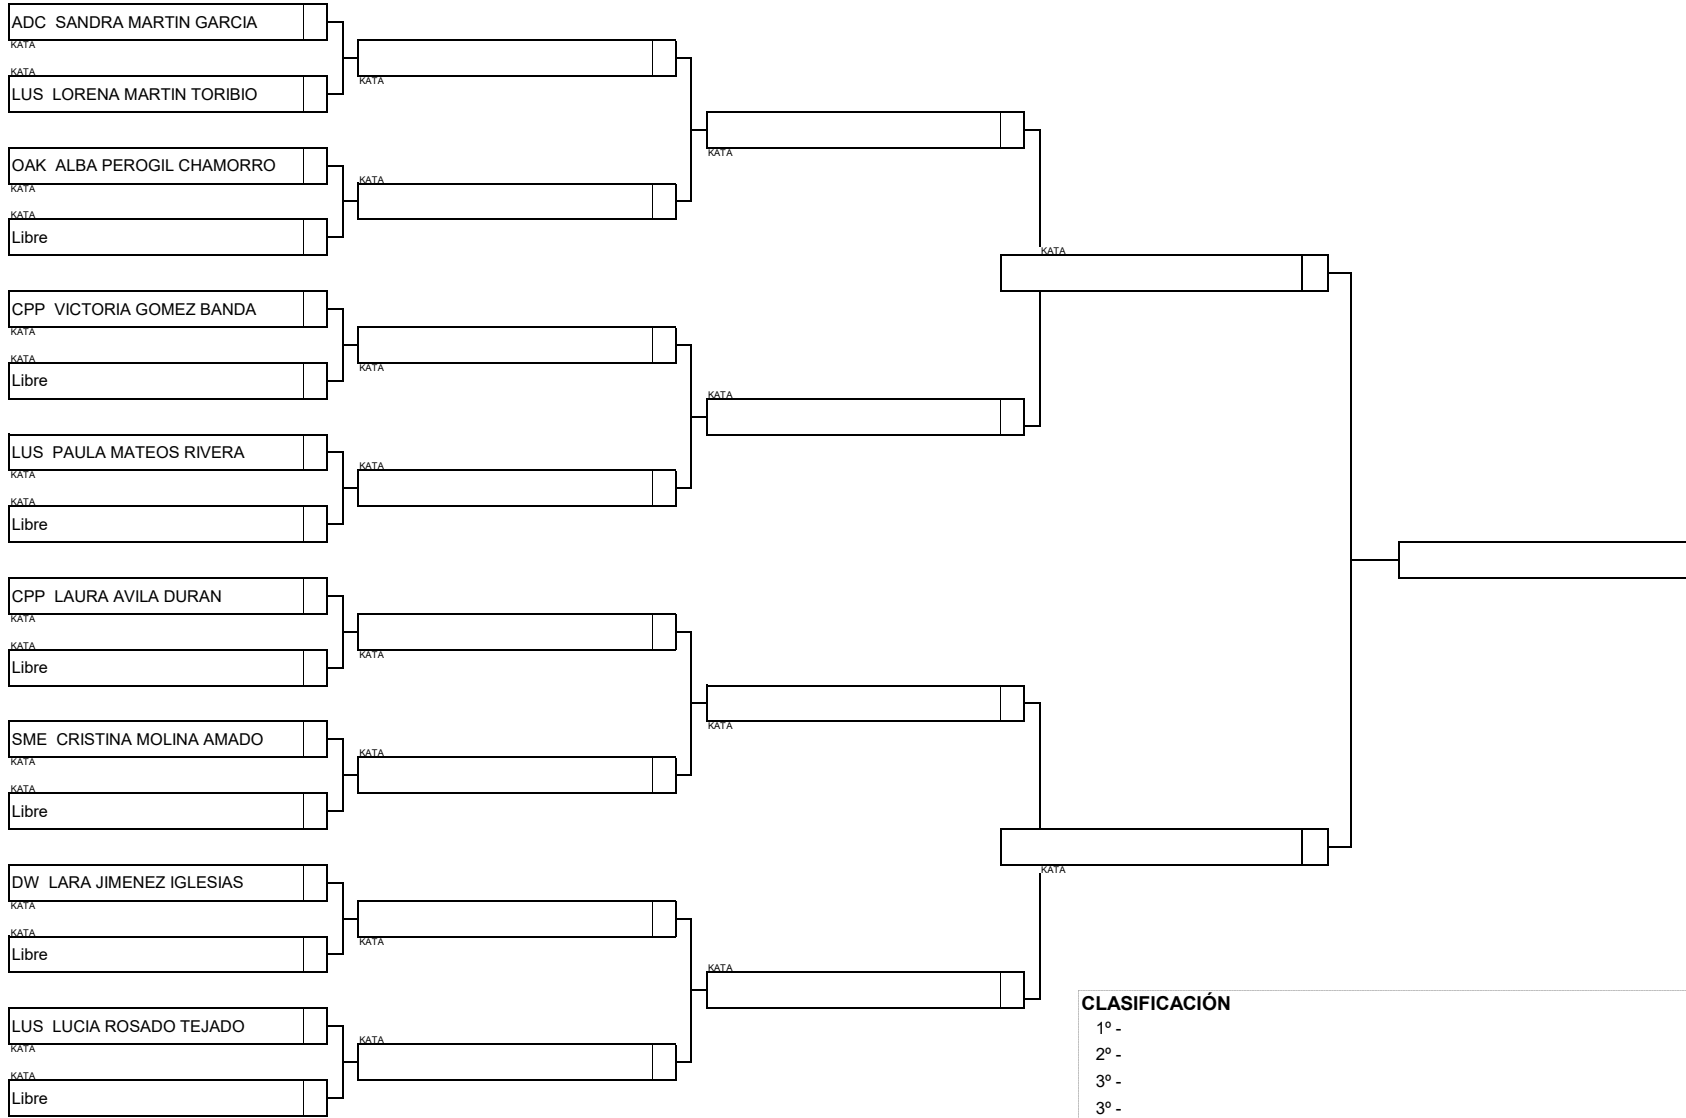 ADC SANDRA MARTIN GARCIA
KATA
KATA
LUS LORENA MARTIN TORIBIO
OAK ALBA PEROGIL CHAMORRO
KATA
KATA
Libre
CPP VICTORIA GOMEZ BANDA
KATA
KATA
Libre
LUS PAULA MATEOS RIVERA
KATA
KATA
Libre
CPP LAURA AVILA DURAN
KATA
KATA
Libre
SME CRISTINA MOLINA AMADO
KATA
KATA
Libre
DW LARA JIMENEZ IGLESIAS
KATA
KATA
Libre
LUS LUCIA ROSADO TEJADO
KATA
KATA
Libre
KATA
KATA
KATA
KATA
KATA
KATA
KATA
KATA
KATA
KATA
KATA
KATA
KATA
KATA
CLASIFICACIÓN
1º -
2º -
3º -
3º -